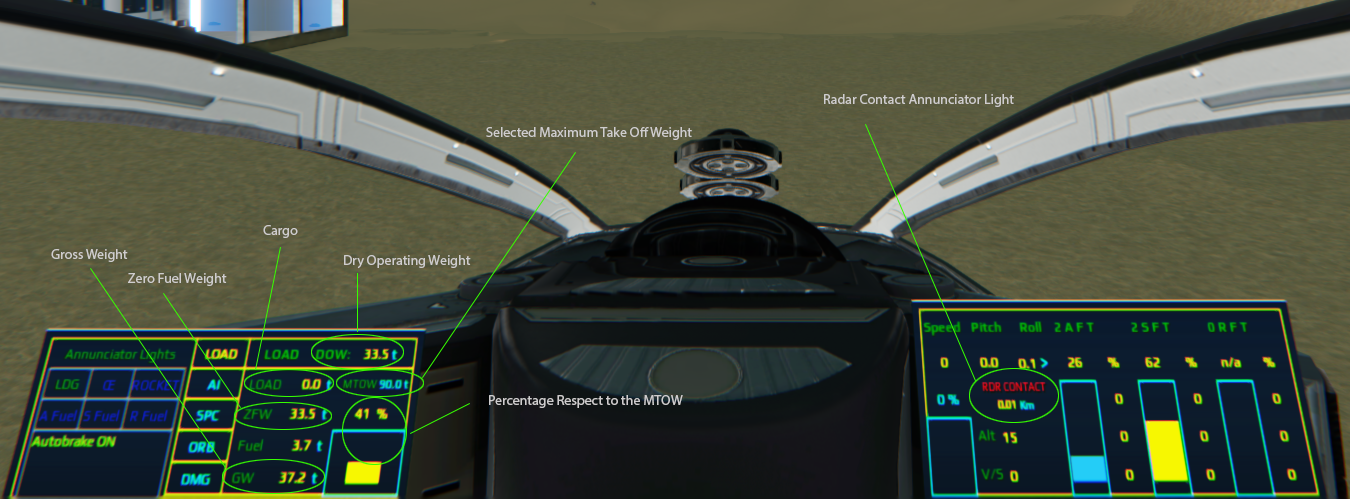 Radar Contact Annunciator Light
Selected Maximum Take Off Weight
Cargo
Gross Weight
Zero Fuel Weight
Dry Operating Weight
Percentage Respect to the MTOW
Annunciator Lights
LOAD
LOAD
DOW: 33.5 t
LDG
CE
ROCKET
AI
LOAD 0.0 t
MTOW 90.0 t
A Fuel
S Fuel
R Fuel
SPC
ZFW 33.5 t
41 %
Autobrake ON
ORB
Fuel 3.7 t
DMG
GW 37.2 t
Speed Pitch Roll 2AFT 2SFT 0RFT
0 0.0 0.1 > 26 % 62 % n/a %
0 %
RDR CONTACT
0.01 Km
0 0 0
Alt 15
0 0 0
V/S 0
0 0 0